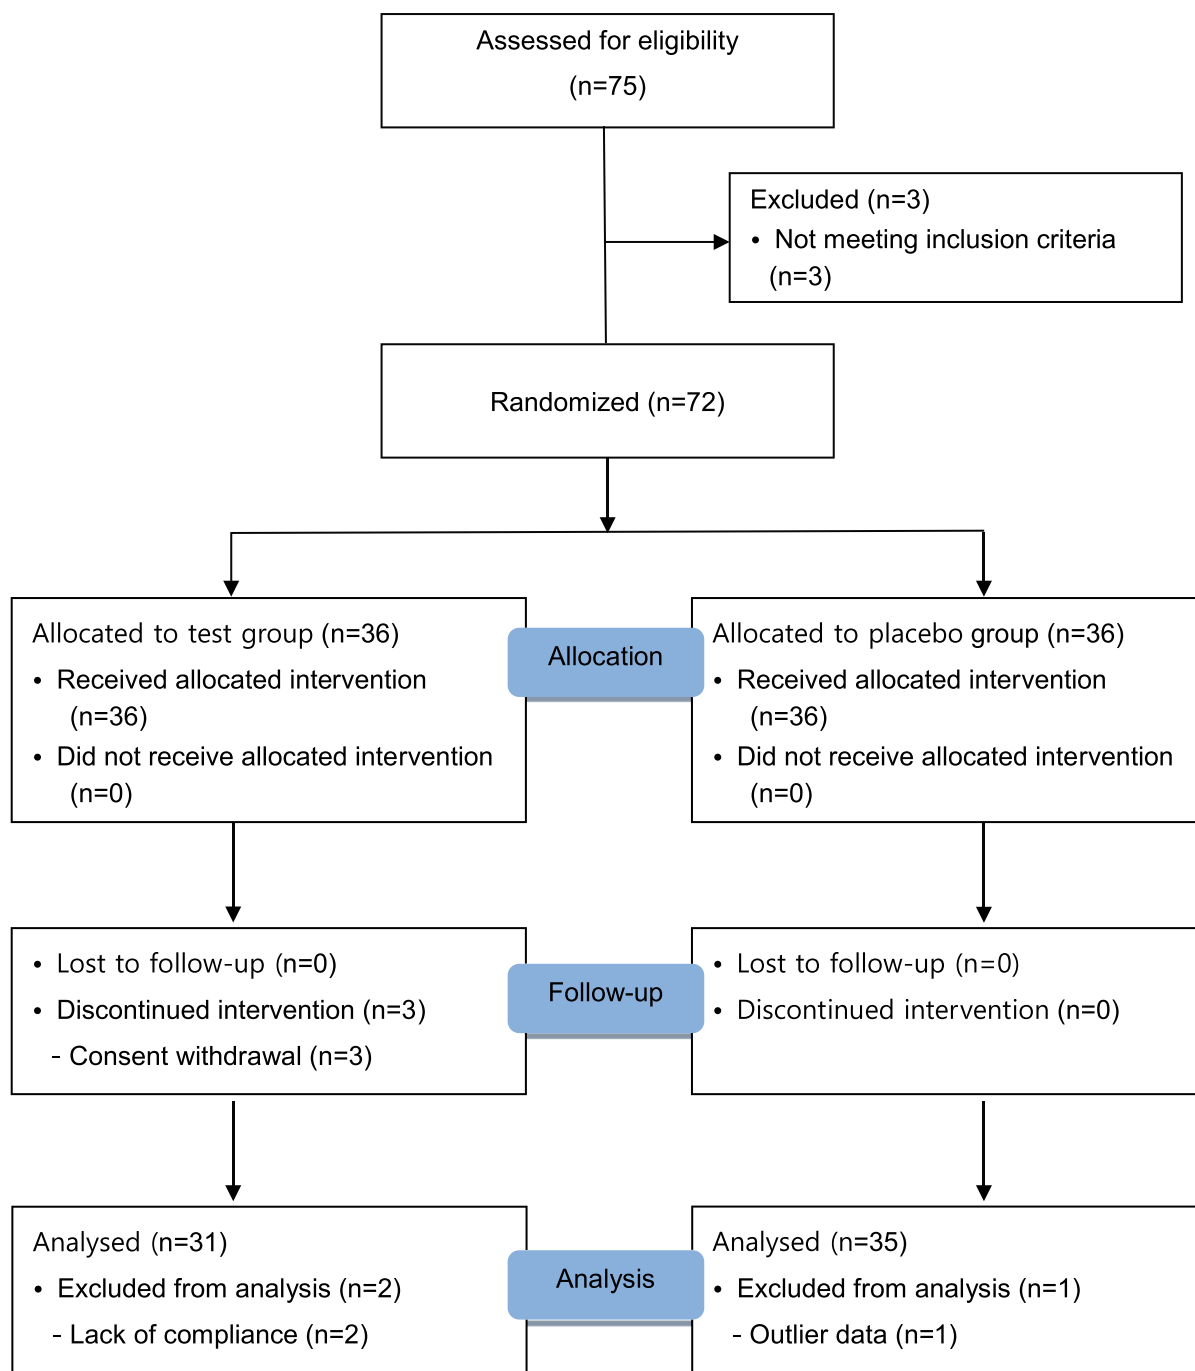 Assessed for eligibility
(n=75)
Excluded (n=3)
• Not meeting inclusion criteria
(n=3)
Randomized (n=72)
Allocated to test group (n=36)
• Received allocated intervention
(n=36)
• Did not receive allocated intervention
(n=0)
Allocation
Allocated to placebo group (n=36)
• Received allocated intervention
(n=36)
• Did not receive allocated intervention
(n=0)
• Lost to follow-up (n=0)
• Discontinued intervention (n=3)
- Consent withdrawal (n=3)
Follow-up
• Lost to follow-up (n=0)
• Discontinued intervention (n=0)
Analysed (n=31)
• Excluded from analysis (n=2)
- Lack of compliance (n=2)
Analysis
Analysed (n=35)
• Excluded from analysis (n=1)
- Outlier data (n=1)